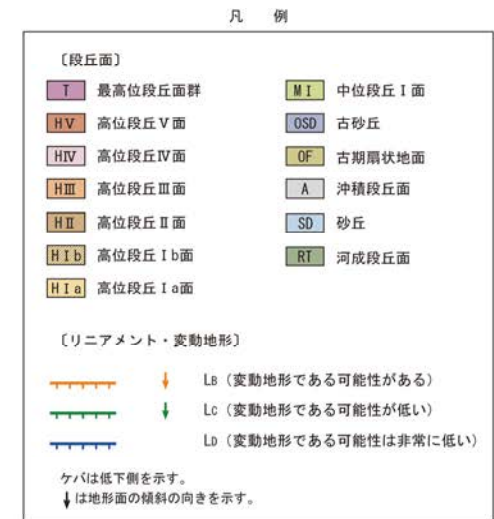 凡 例
〔段丘面〕
T 最高位段丘面群
HⅤ 高位段丘Ⅴ面
HⅣ 高位段丘Ⅳ面
HⅢ 高位段丘Ⅲ面
HⅡ 高位段丘Ⅱ面
HⅠb 高位段丘Ⅰb面
HⅠa 高位段丘Ⅰa面
MⅠ 中位段丘Ⅰ面
OSD 古砂丘
OF 古期扇状地面
A 沖積段丘面
SD 砂丘
RT 河成段丘面
〔リニアメント・変動地形〕
LB（変動地形である可能性がある）
LC（変動地形である可能性が低い）
LD（変動地形である可能性は非常に低い）
ケバは低下側を示す。
↓は地形面の傾斜の向きを示す。